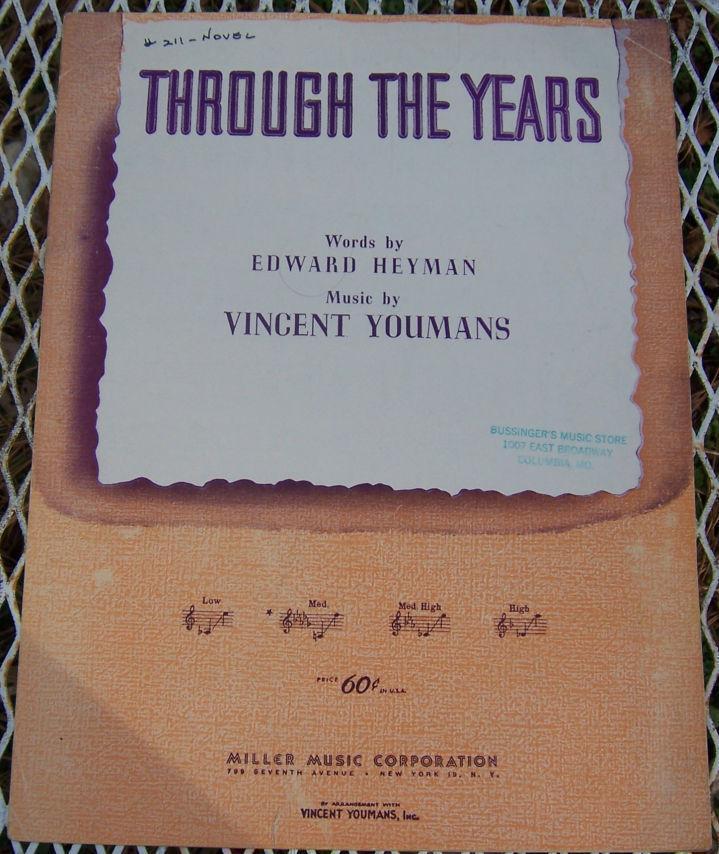 # 211 - NOVEL
THROUGH THE YEARS
Words by
EDWARD HEYMAN
Music by
VINCENT YOUMANS
BUSSINGER'S MUSIC STORE
1007 EAST BROADWAY
COLUMBIA, MO.
Low
* Med.
Med. High
High
PRICE 60¢ IN U.S.A.
MILLER MUSIC CORPORATION
799 SEVENTH AVENUE • NEW YORK 19, N. Y.
BY ARRANGEMENT WITH
VINCENT YOUMANS, INC.